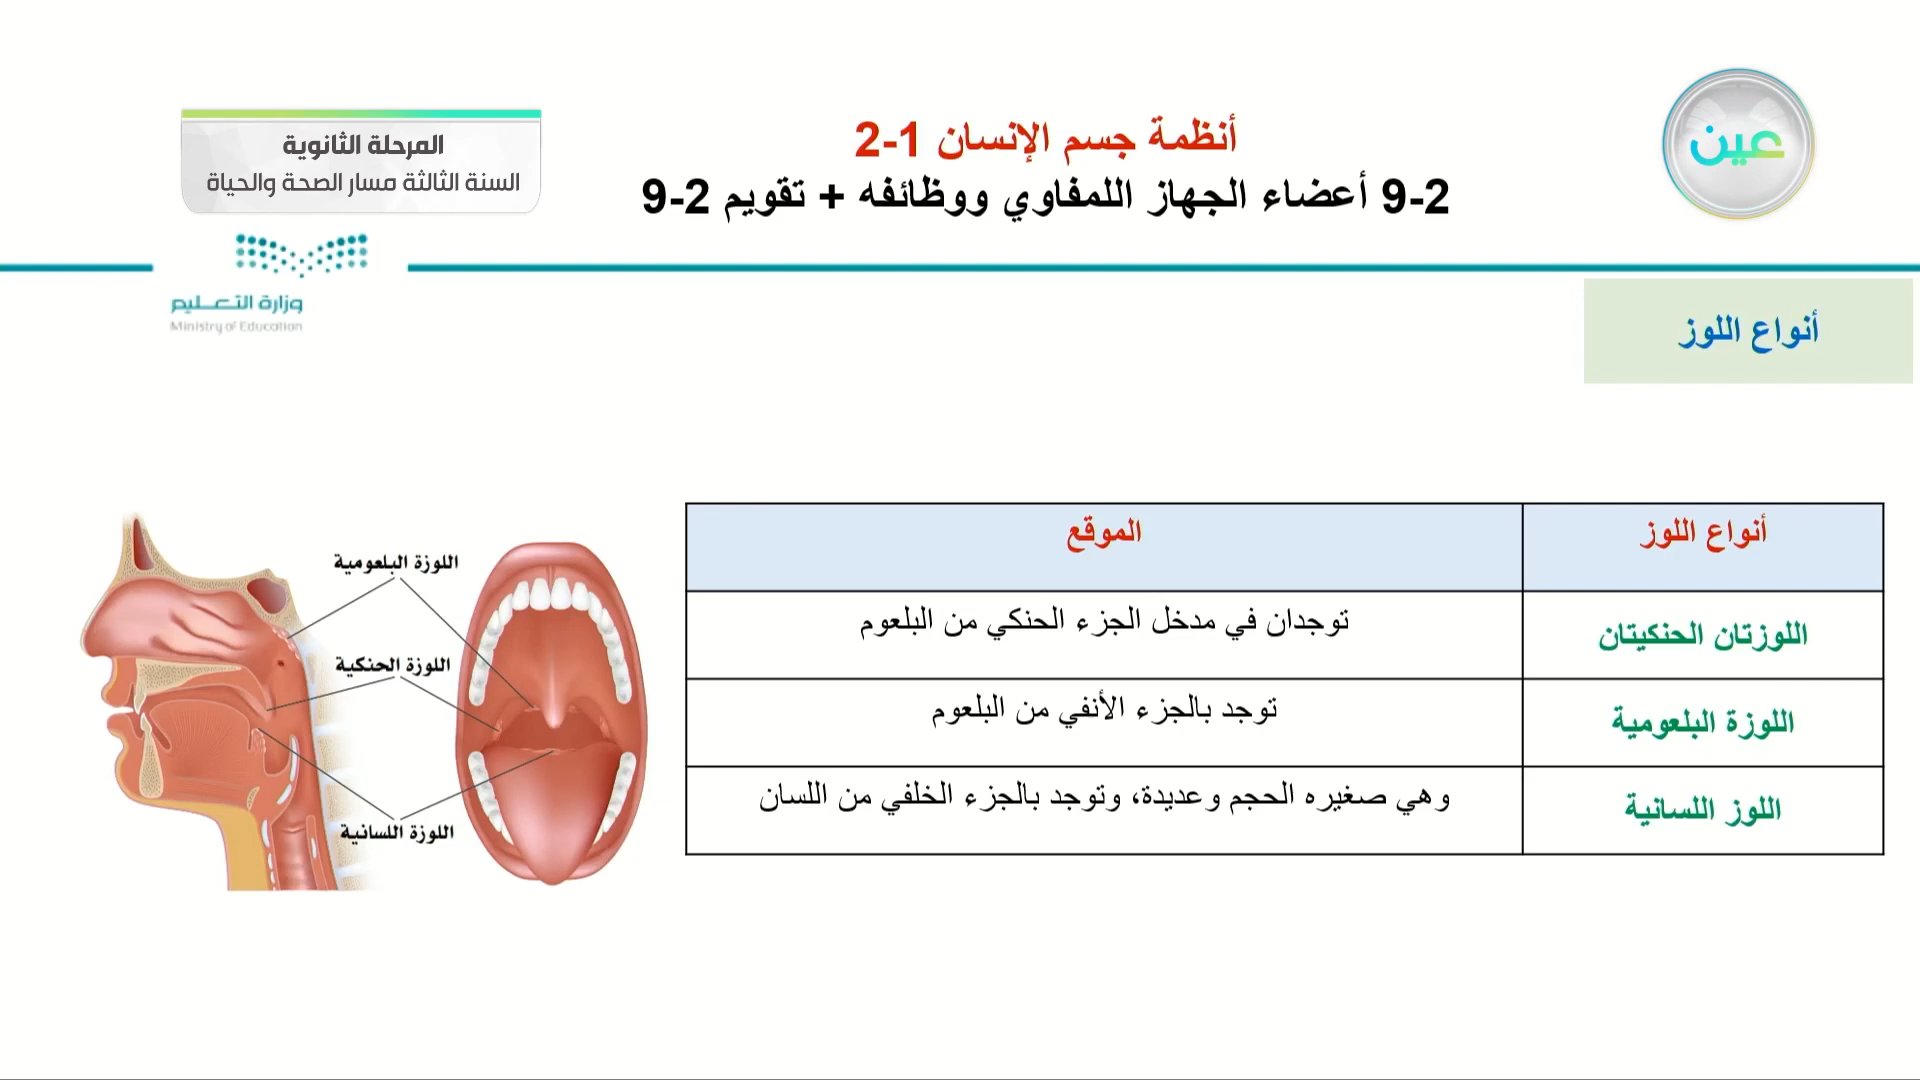 عين
أنظمة جسم الإنسان 1-2
9-2 أعضاء الجهاز اللمفاوي ووظائفه + تقويم 2-9
المرحلة الثانوية
السنة الثالثة مسار الصحة والحياة
وزارة التعـليم
Ministry of Education
أنواع اللوز
أنواع اللوز
الموقع
اللوزتان الحنكيتان
توجدان في مدخل الجزء الحنكي من البلعوم
اللوزة البلعومية
توجد بالجزء الأنفي من البلعوم
اللوز اللسانية
وهي صغيره الحجم وعديدة، وتوجد بالجزء الخلفي من اللسان
اللوزة البلعومية
اللوزة الحنكية
اللوزة اللسانية